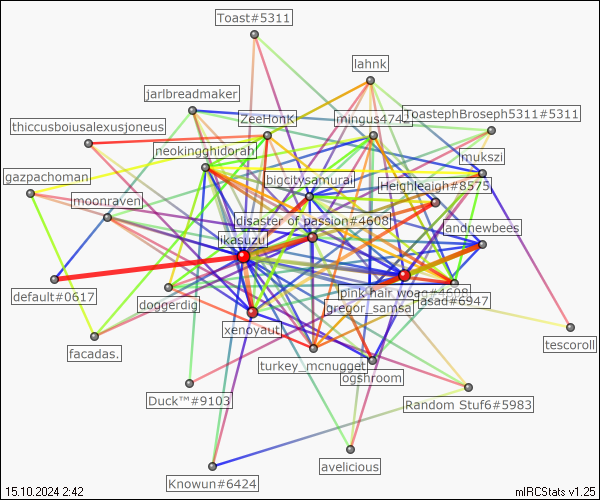 Toast#5311
lahnk
jarlbreadmaker
ZeeHonK
mingus4742
ToastephBroseph5311#5311
thiccusboiusalexusjoneus
neokingghidorah
mukszi
gazpachoman
bigcitysamurai
Heighleaigh#8575
moonraven.
disaster of passion#4608
andnewbees
ikasuzu
default#0617
doggerdig
pink hair woag#4608
asad#6947
gregor_samsa
xenoyaut
tescoroll
facadas.
turkey_mcnugget
ogshroom
Duck™#9103
Random Stuf6#5983
avelicious
Knowun#6424
15.10.2024 2:42
mIRCStats v1.25